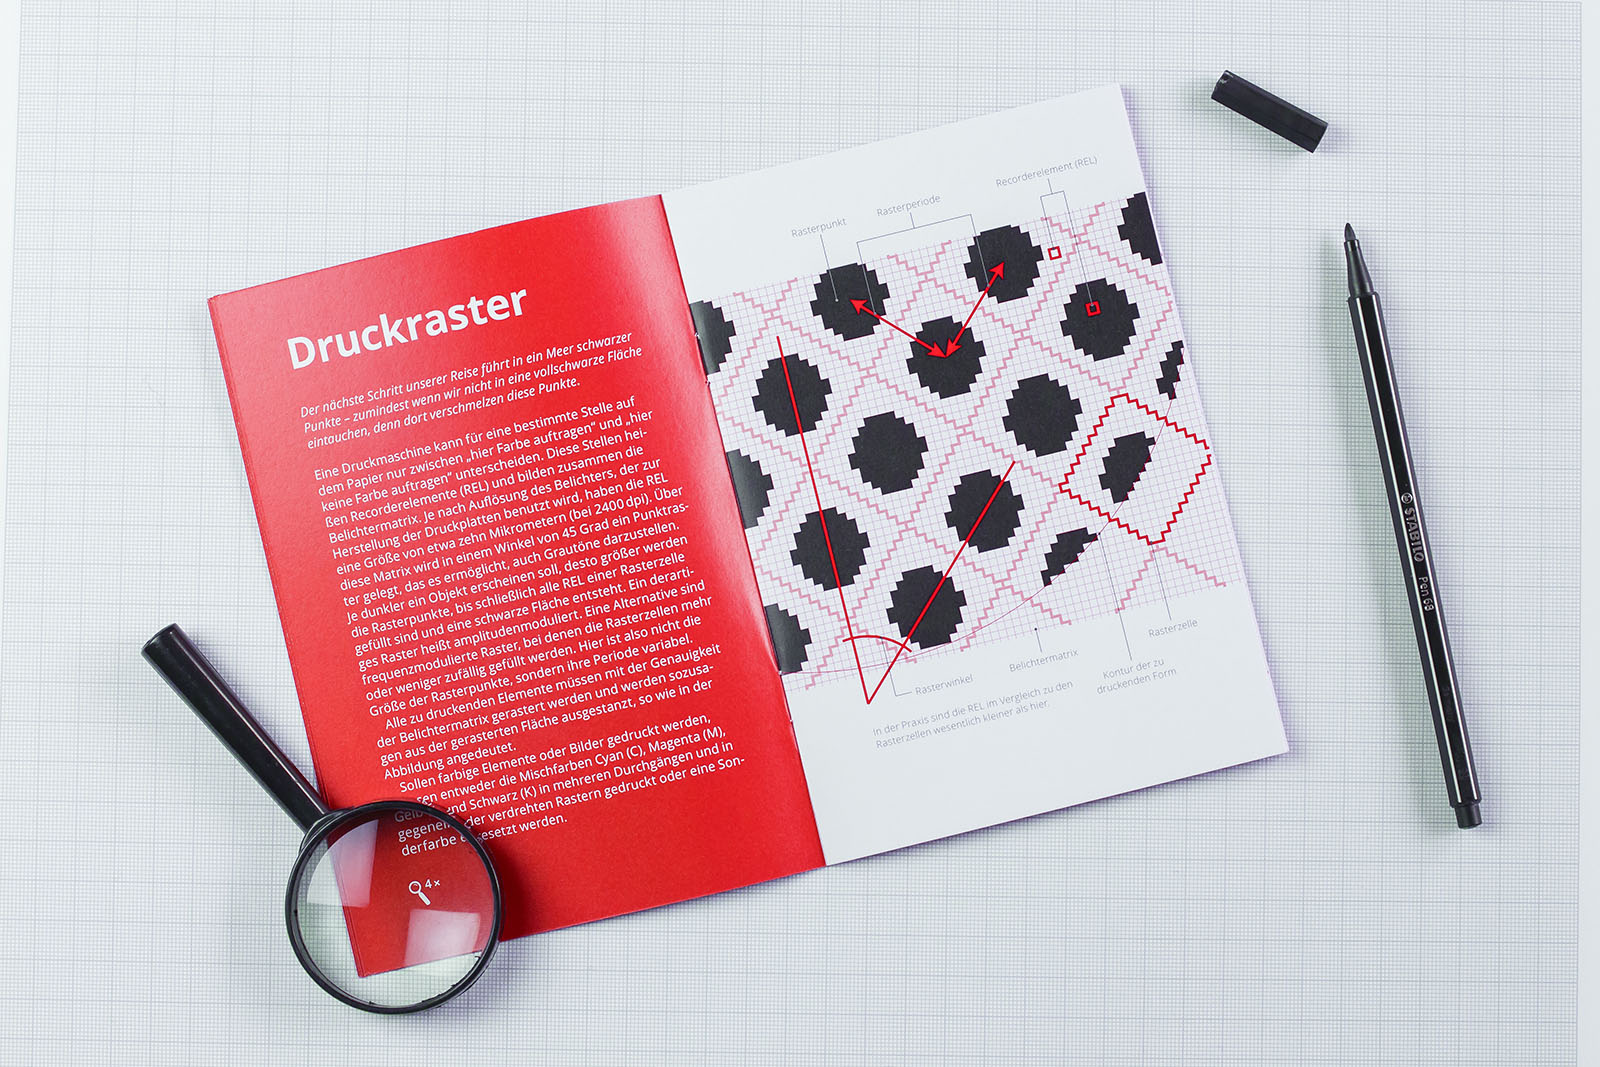 Druckraster
Der nächste Schritt unserer Reise führt in ein Meer schwarzer
Punkte – zumindest wenn wir nicht in eine vollschwarze Fläche
eintauchen, denn dort verschmelzen diese Punkte.
Eine Druckmaschine kann für eine bestimmte Stelle auf
dem Papier nur zwischen „hier Farbe auftragen“ und „hier
keine Farbe auftragen“ unterscheiden. Diese Stellen hei-
ßen Recorderelemente (REL) und bilden zusammen die
Belichtermatrix. Je nach Auflösung des Belichters, der zur
Herstellung der Druckplatten benutzt wird, haben die REL
eine Größe von etwa zehn Mikrometern (bei 2400 dpi). Über
diese Matrix wird in einem Winkel von 45 Grad ein Punktras-
ter gelegt, das es ermöglicht, auch Grautöne darzustellen.
Je dunkler ein Objekt erscheinen soll, desto größer werden
die Rasterpunkte, bis schließlich alle REL einer Rasterzelle
gefüllt sind und eine schwarze Fläche entsteht. Ein derarti-
ges Raster heißt amplitudenmoduliert. Eine Alternative sind
frequenzmodulierte Raster, bei denen die Rasterzellen mehr
oder weniger zufällig gefüllt werden. Hier ist also nicht die
Größe der Rasterpunkte, sondern ihre Periode variabel.
Alle zu druckenden Elemente müssen mit der Genauigkeit
der Belichtermatrix gerastert werden und werden sozusa-
gen aus der gerasterten Fläche ausgestanzt, so wie in der
Abbildung angedeutet.
Sollen farbige Elemente oder Bilder gedruckt werden,
entweder die Mischfarben Cyan (C), Magenta (M),
Gelb und Schwarz (K) in mehreren Durchgängen und in
der verdrehten Rastern gedruckt oder eine Son-
derfarbe werden.
4×
Rasterpunkt
Rasterperiode
Recorderelement (REL)
Rasterwinkel
Belichtermatrix
Kontur der zu
druckenden Form
Rasterzelle
In der Praxis sind die REL im Vergleich zu den
Rasterzellen wesentlich kleiner als hier.
STABILO Pen 68